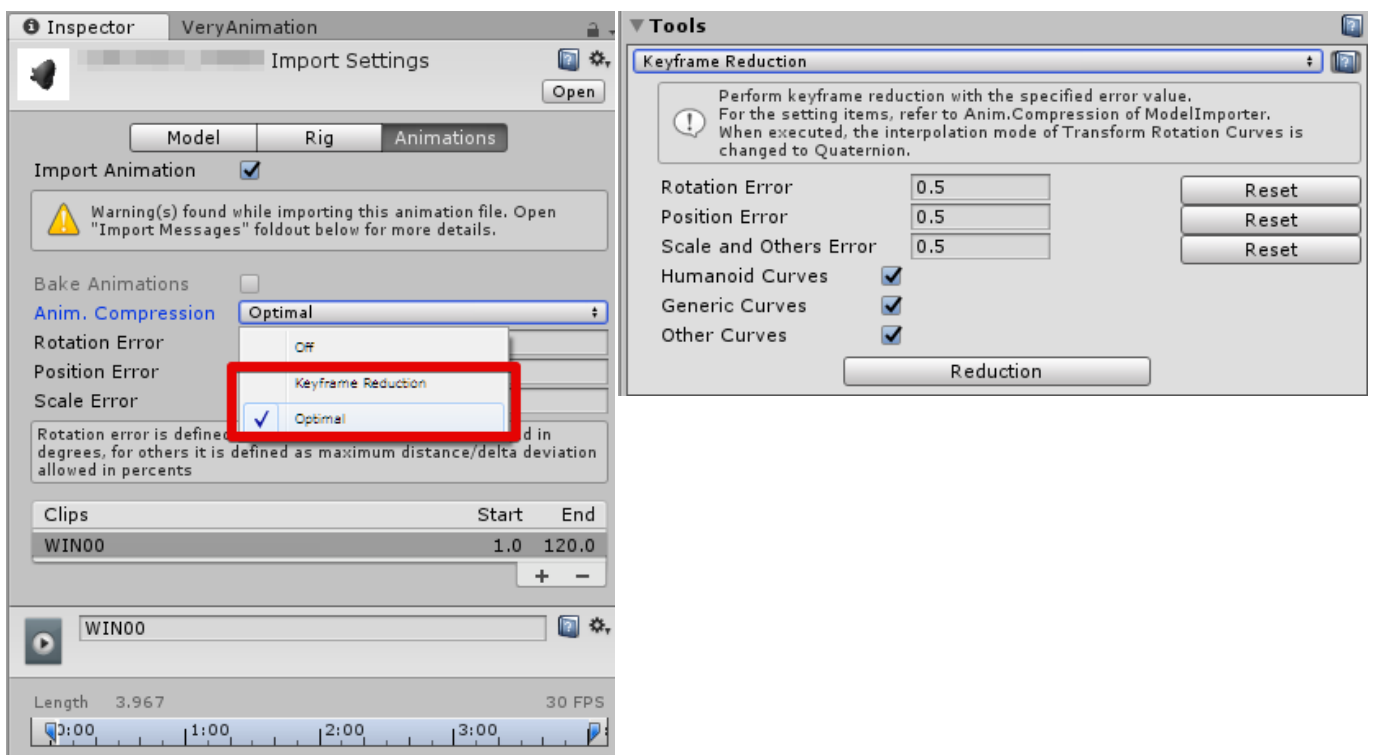 Inspector
VeryAnimation
Import Settings
Open
Model
Rig
Animations
Import Animation
Warning(s) found while importing this animation file. Open
"Import Messages" foldout below for more details.
Bake Animations
Anim. Compression
Optimal
Rotation Error
Off
Position Error
Keyframe Reduction
Scale Error
Optimal
Rotation error is define d in
degrees, for others it is defined as maximum distance/delta deviation
allowed in percents
Clips Start End
WIN00 1.0 120.0
+ −
WIN00
Length 3.967 30 FPS
0:00 1:00 2:00 3:00
Tools
Keyframe Reduction
Perform keyframe reduction with the specified error value.
For the setting items, refer to Anim.Compression of ModelImporter.
When executed, the interpolation mode of Transform Rotation Curves is
changed to Quaternion.
Rotation Error 0.5 Reset
Position Error 0.5 Reset
Scale and Others Error 0.5 Reset
Humanoid Curves
Generic Curves
Other Curves
Reduction